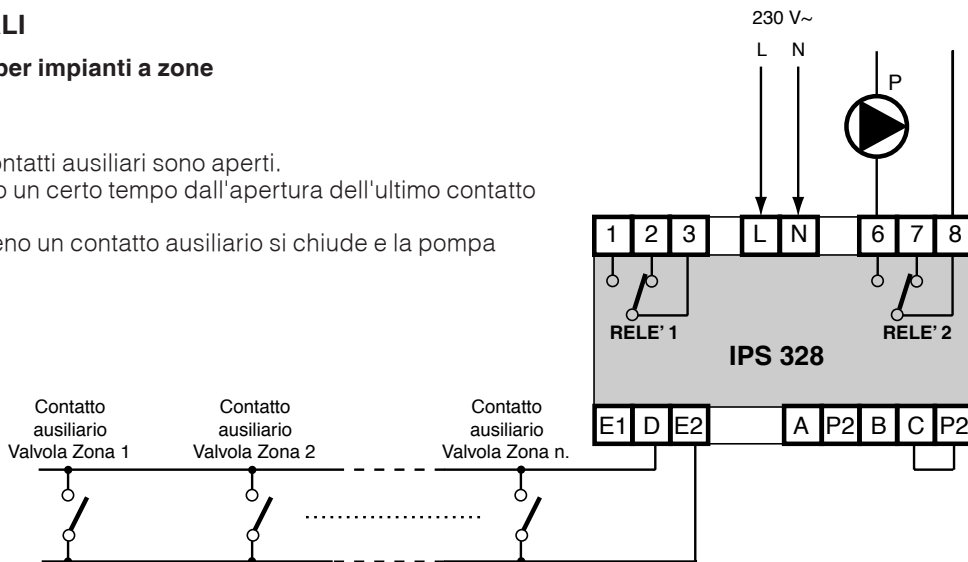 ALI
per impianti a zone
ontatti ausiliari sono aperti.
o un certo tempo dall'apertura dell'ultimo contatto
eno un contatto ausiliario si chiude e la pompa
230 V~
L N
P
1 2 3 L N 6 7 8
RELE' 1 RELE' 2
IPS 328
E1 D E2 A P2 B C P2
Contatto Contatto Contatto
ausiliario ausiliario ausiliario
Valvola Zona 1 Valvola Zona 2 Valvola Zona n.